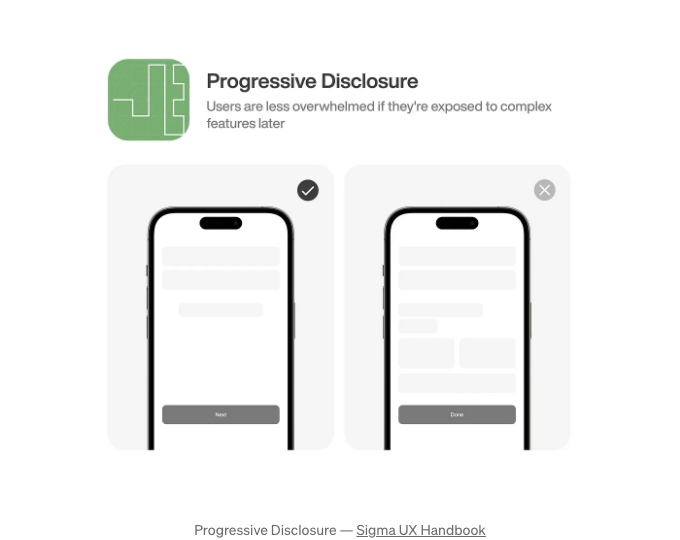 Progressive Disclosure
Users are less overwhelmed if they're exposed to complex
features later
Next
Done
Progressive Disclosure — Sigma UX Handbook